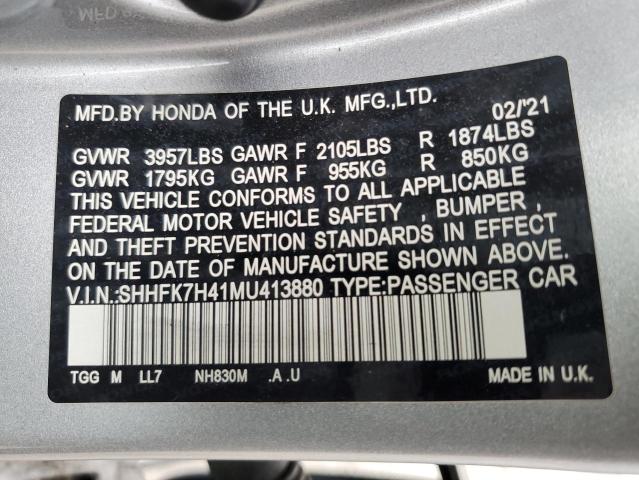 MFD.BY HONDA OF THE U.K. MFG.,LTD. 02/'21
GVWR 3957LBS GAWR F 2105LBS R 1874LBS
GVWR 1795KG GAWR F 955KG R 850KG
THIS VEHICLE CONFORMS TO ALL APPLICABLE
FEDERAL MOTOR VEHICLE SAFETY , BUMPER ,
AND THEFT PREVENTION STANDARDS IN EFFECT
ON THE DATE OF MANUFACTURE SHOWN ABOVE.
V.I.N.:SHHFK7H41MU413880 TYPE:PASSENGER CAR
TGG M LL7 NH830M .A .U MADE IN U.K.